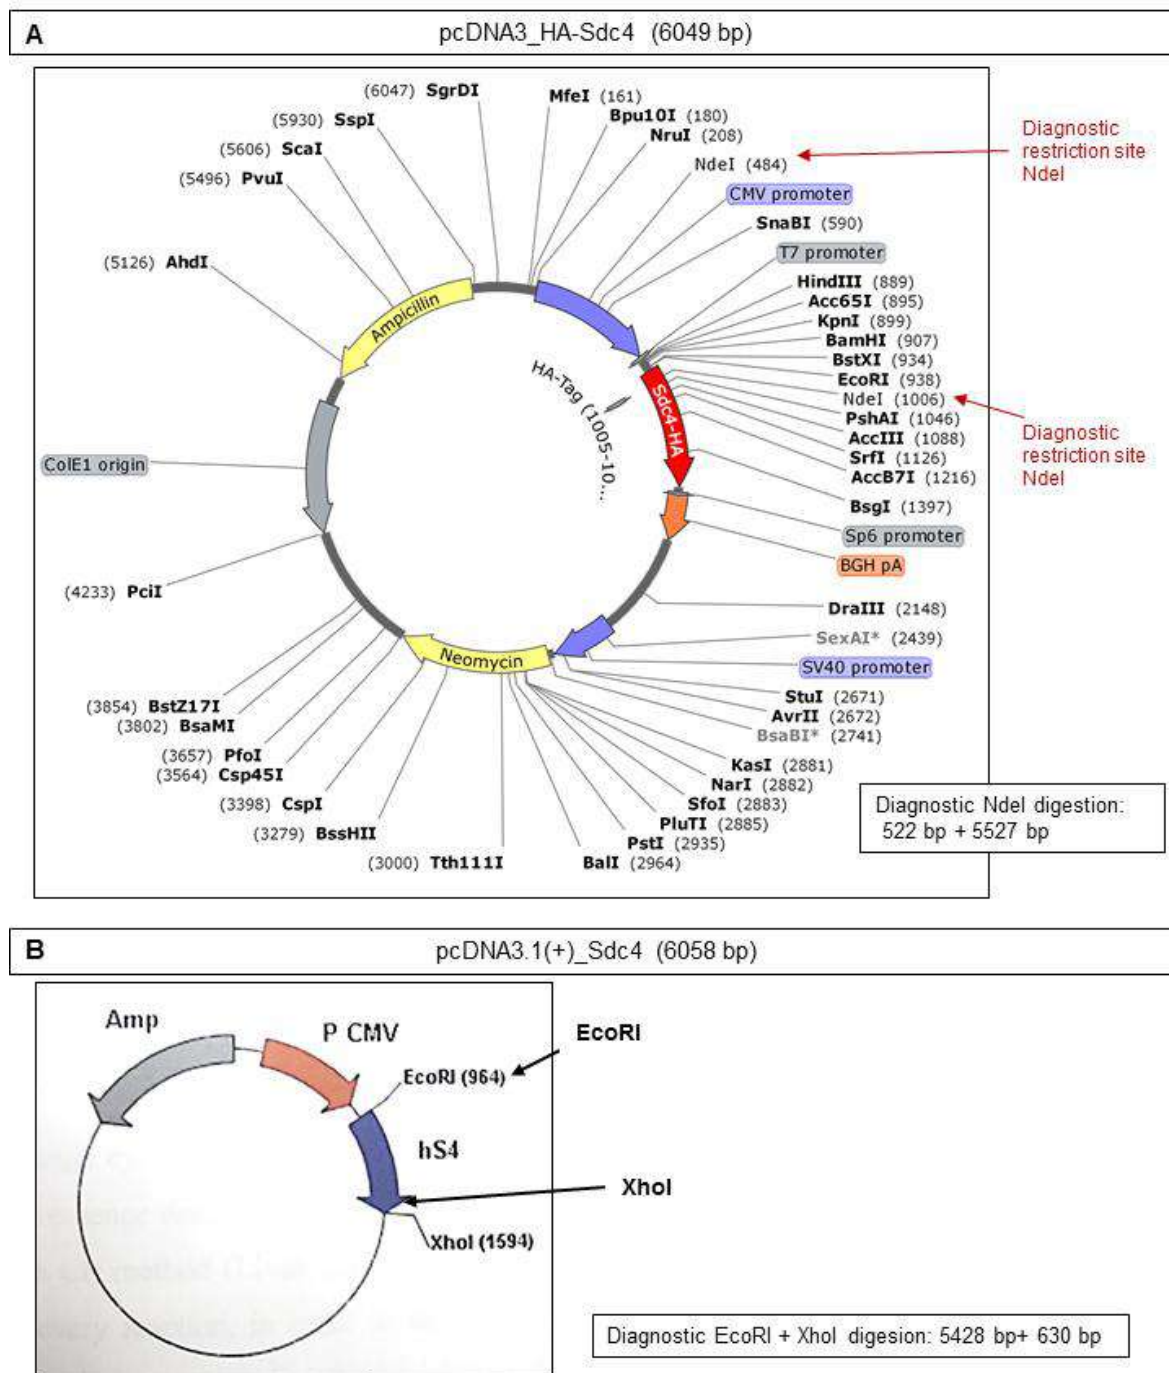 A
pcDNA3_HA-Sdc4 (6049 bp)
(6047) SgrDI
(5930) SspI
(5606) ScaI
(5496) PvuI
(5126) AhdI
MfeI (161)
Bpu10I (180)
NruI (208)
NdeI (484)
Diagnostic
restriction site
NdeI
CMV promoter
SnaBI (590)
T7 promoter
HindIII (889)
Acc65I (895)
KpnI (899)
BamHI (907)
BstXI (934)
EcoRI (938)
NdeI (1006)
PshAI (1046)
AccIII (1088)
SrfI (1126)
AccB7I (1216)
BsgI (1397)
Diagnostic
restriction site
NdeI
Ampicillin
HA-Tag (1005-10...
Sdc4-HA
ColE1 origin
Sp6 promoter
BGH pA
(4233) PciI
DraIII (2148)
SexAI* (2439)
SV40 promoter
Neomycin
StuI (2671)
AvrII (2672)
BsaBI* (2741)
KasI (2881)
NarI (2882)
SfoI (2883)
PluTI (2885)
PstI (2935)
BalI (2964)
(3854) BstZ17I
(3802) BsaMI
(3657) PfoI
(3564) Csp45I
(3398) CspI
(3279) BssHII
(3000) Tth111I
Diagnostic NdeI digestion:
522 bp + 5527 bp
B
pcDNA3.1(+)_Sdc4 (6058 bp)
Amp
P CMV
EcoRI
EcoRI (964)
hS4
XhoI
XhoI (1594)
Diagnostic EcoRI + XhoI digesion: 5428 bp+ 630 bp